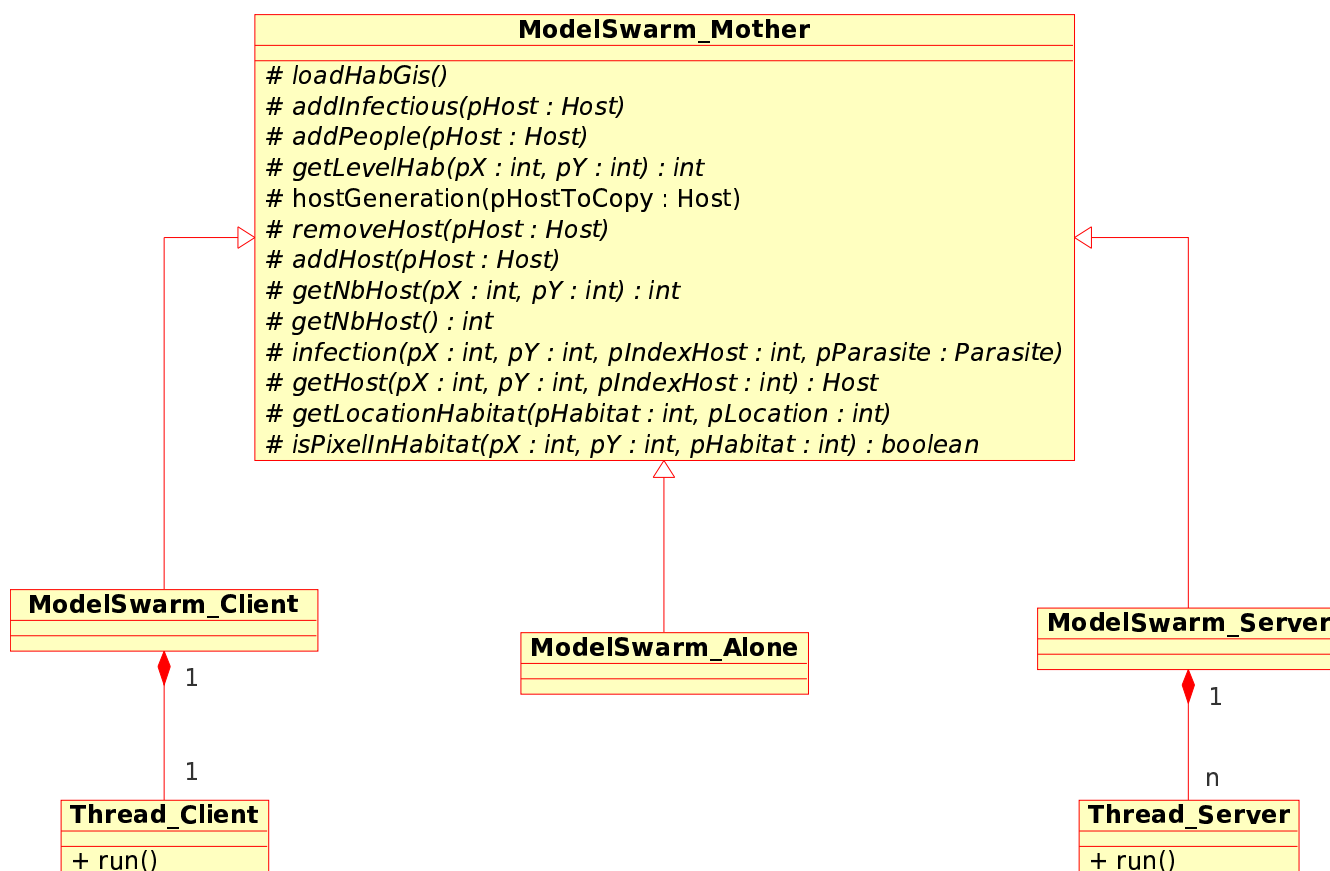 ModelSwarm_Mother
# loadHabGis()
# addInfectious(pHost : Host)
# addPeople(pHost : Host)
# getLevelHab(pX : int, pY : int) : int
# hostGeneration(pHostToCopy : Host)
# removeHost(pHost : Host)
# addHost(pHost : Host)
# getNbHost(pX : int, pY : int) : int
# getNbHost() : int
# infection(pX : int, pY : int, pIndexHost : int, pParasite : Parasite)
# getHost(pX : int, pY : int, pIndexHost : int) : Host
# getLocationHabitat(pHabitat : int, pLocation : int)
# isPixelInHabitat(pX : int, pY : int, pHabitat : int) : boolean
ModelSwarm_Client
ModelSwarm_Alone
ModelSwarm_Server
1
1
1
n
Thread_Client
+ run()
Thread_Server
+ run()